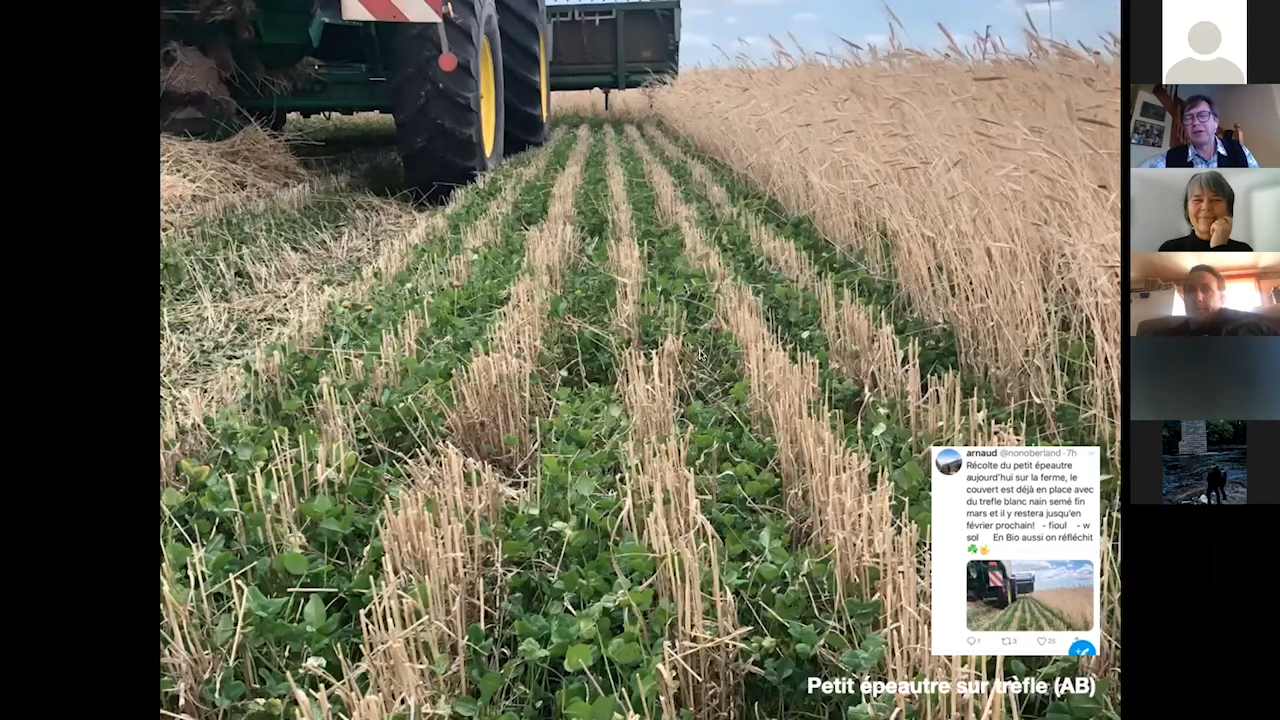 arnaud @nonoberland · 7h
Récolte du petit épeautre
aujourd'hui sur la ferme, le
couvert est déjà en place avec
du trefle blanc nain semé fin
mars et il y restera jusqu'en
février prochain! - fioul - w
sol En Bio aussi on réfléchit
1 3 28
Petit épeautre sur trèfle (AB)